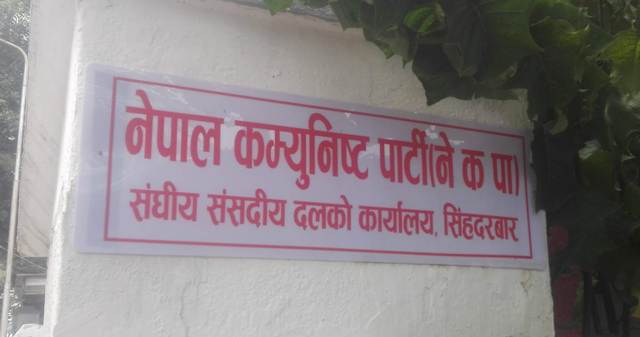 नेपाल कम्युनिष्ट पार्टी(ने क पा)
संघीय संसदीय दलको कार्यालय, सिंहदरबार